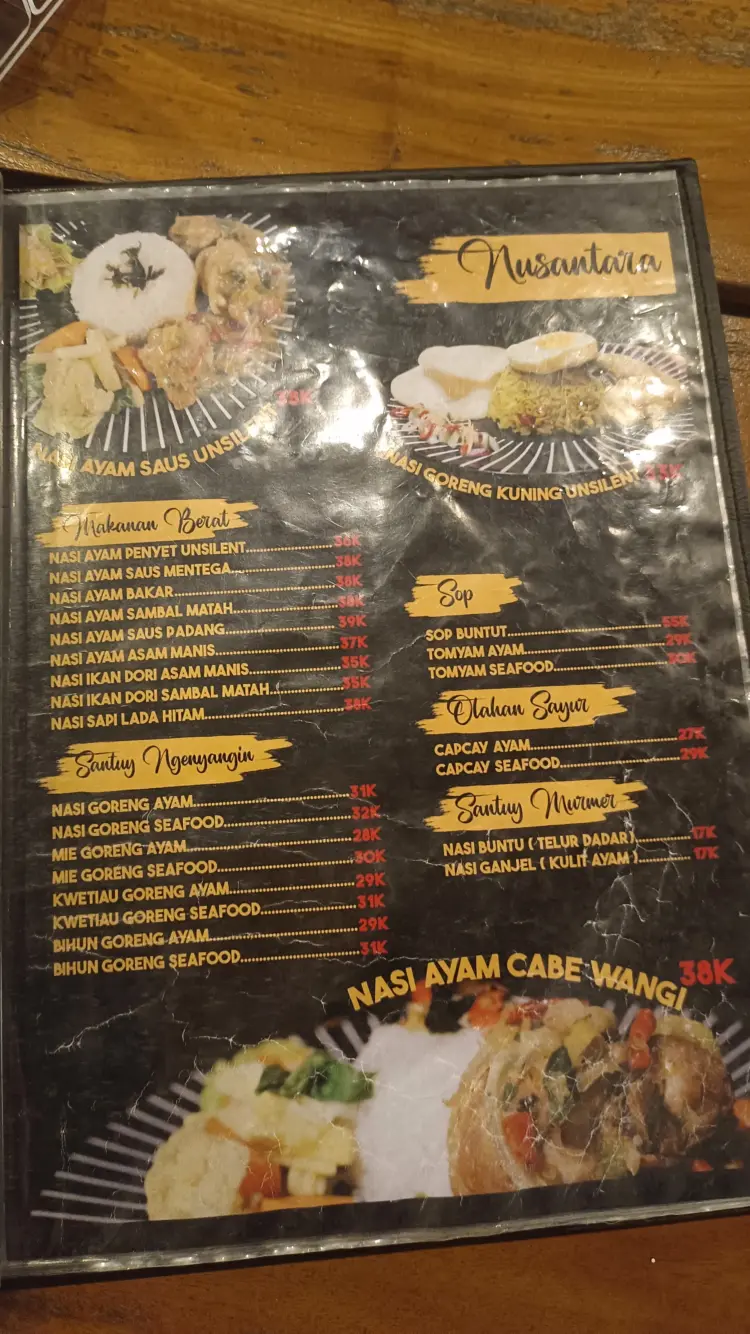 Nusantara
NASI AYAM SAUS UNSILENT
NASI GORENG KUNING UNSILENT
Makanan Berat
NASI AYAM PENYET UNSILENT
NASI AYAM SAUS MENTEGA 38K
NASI AYAM BAKAR 38K
NASI AYAM SAMBAL MATAH 38K
NASI AYAM SAUS PADANG 39K
NASI AYAM ASAM MANIS 37K
NASI IKAN DORI ASAM MANIS 35K
NASI IKAN DORI SAMBAL MATAH 35K
NASI SAPI LADA HITAM 38K
Santuy Ngenyangin
NASI GORENG AYAM 31K
NASI GORENG SEAFOOD 32K
MIE GORENG AYAM 28K
MIE GORENG SEAFOOD 30K
KWETIAU GORENG AYAM 29K
KWETIAU GORENG SEAFOOD 31K
BIHUN GORENG AYAM 29K
BIHUN GORENG SEAFOOD 31K
Sop
SOP BUNTUT 55K
TOMYAM AYAM 29K
TOMYAM SEAFOOD 30K
Olahan Sayur
CAPCAY AYAM 27K
CAPCAY SEAFOOD 29K
Santuy Murmer
NASI BUNTU ( TELUR DADAR ) 17K
NASI GANJEL ( KULIT AYAM ) 17K
NASI AYAM CABE WANGI 38K